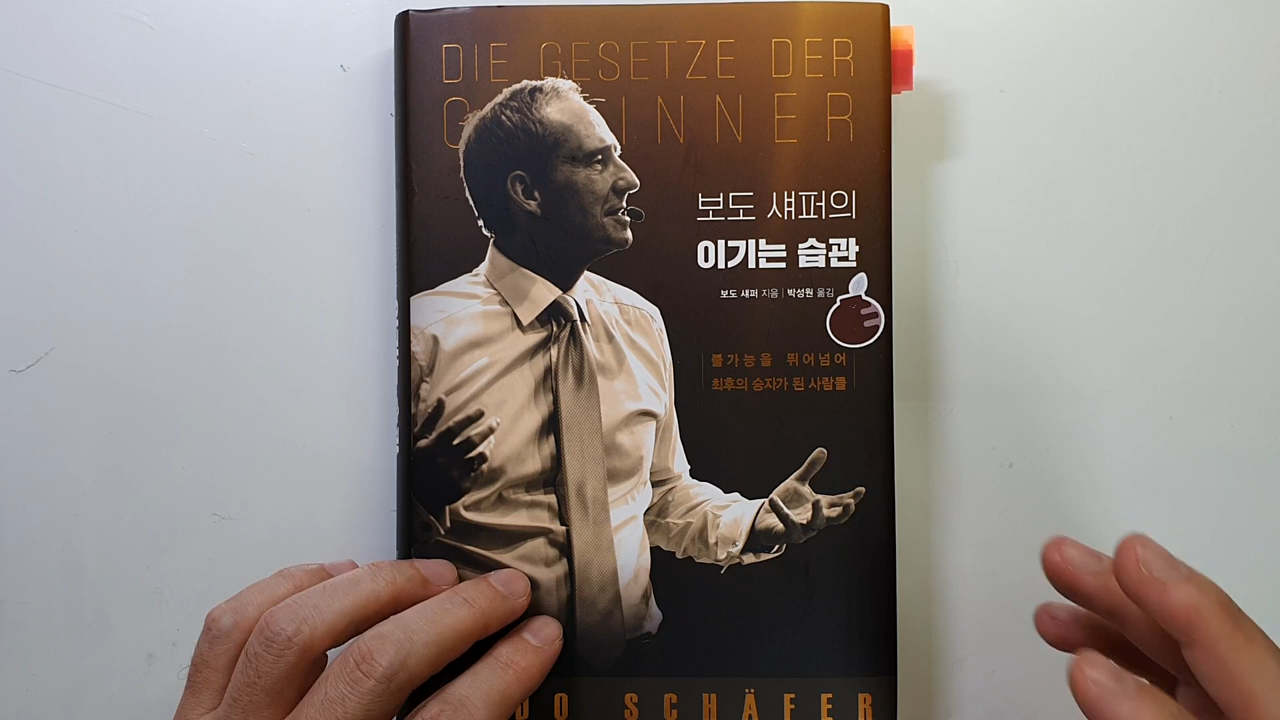 DIE GESETZE DER
G INNER
보도 섀퍼의
이기는 습관
보도 섀퍼 지음 | 박성원 옮김
불가능을 뛰어넘어
최후의 승자가 된 사람들
DO SCHÄFER